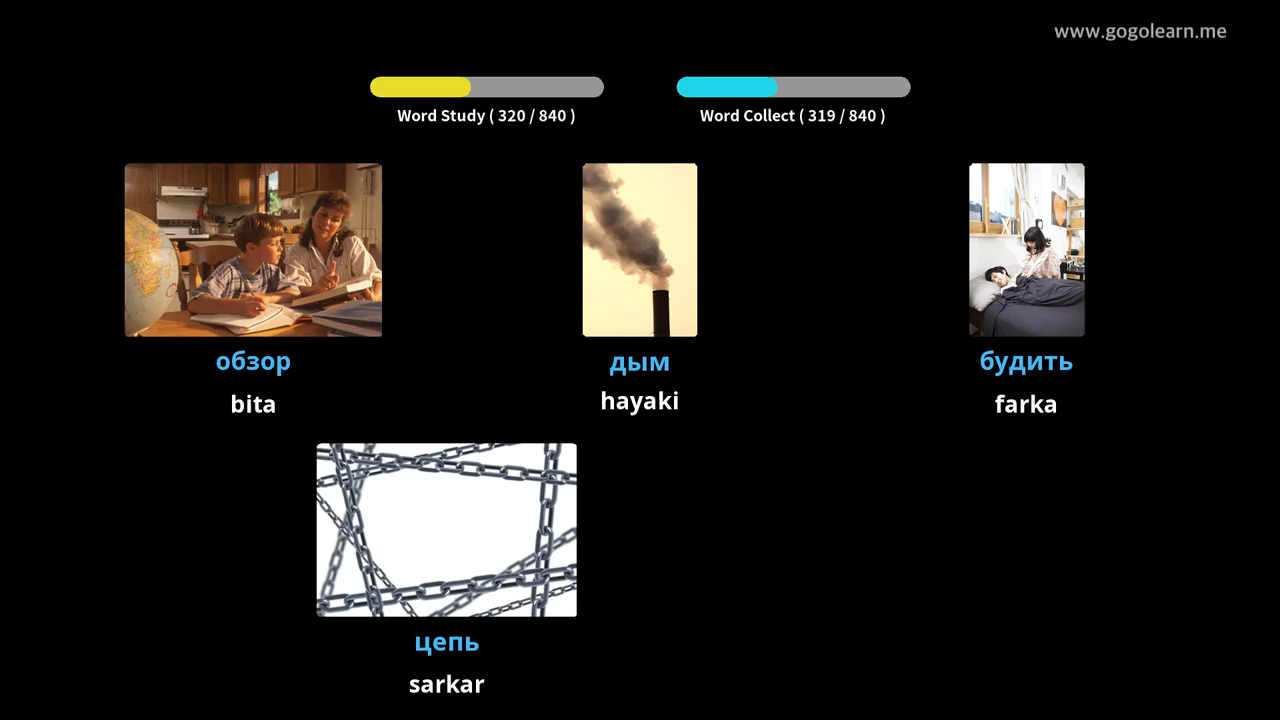 www.gogolearn.me
Word Study ( 320 / 840 )
Word Collect ( 319 / 840 )
обзор
bita
дым
hayaki
будить
farka
цепь
sarkar